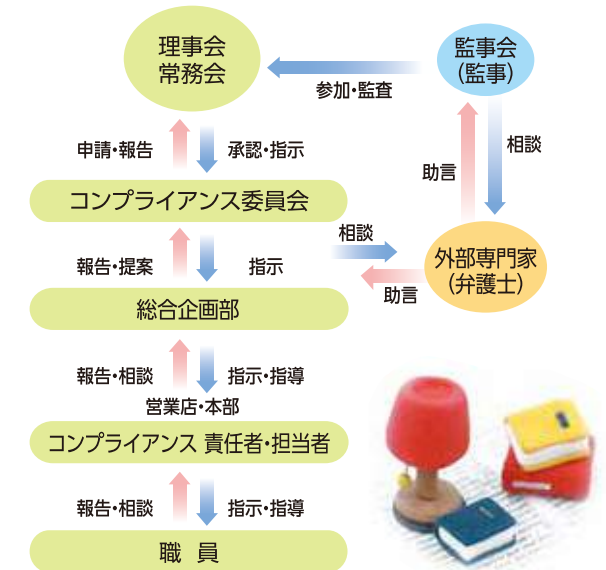 理事会
常務会
監事会
(監事)
参加・監査
申請・報告
承認・指示
相談
助言
コンプライアンス委員会
相談
外部専門家
(弁護士)
報告・提案
指示
助言
総合企画部
報告・相談
指示・指導
営業店・本部
コンプライアンス 責任者・担当者
報告・相談
指示・指導
職 員